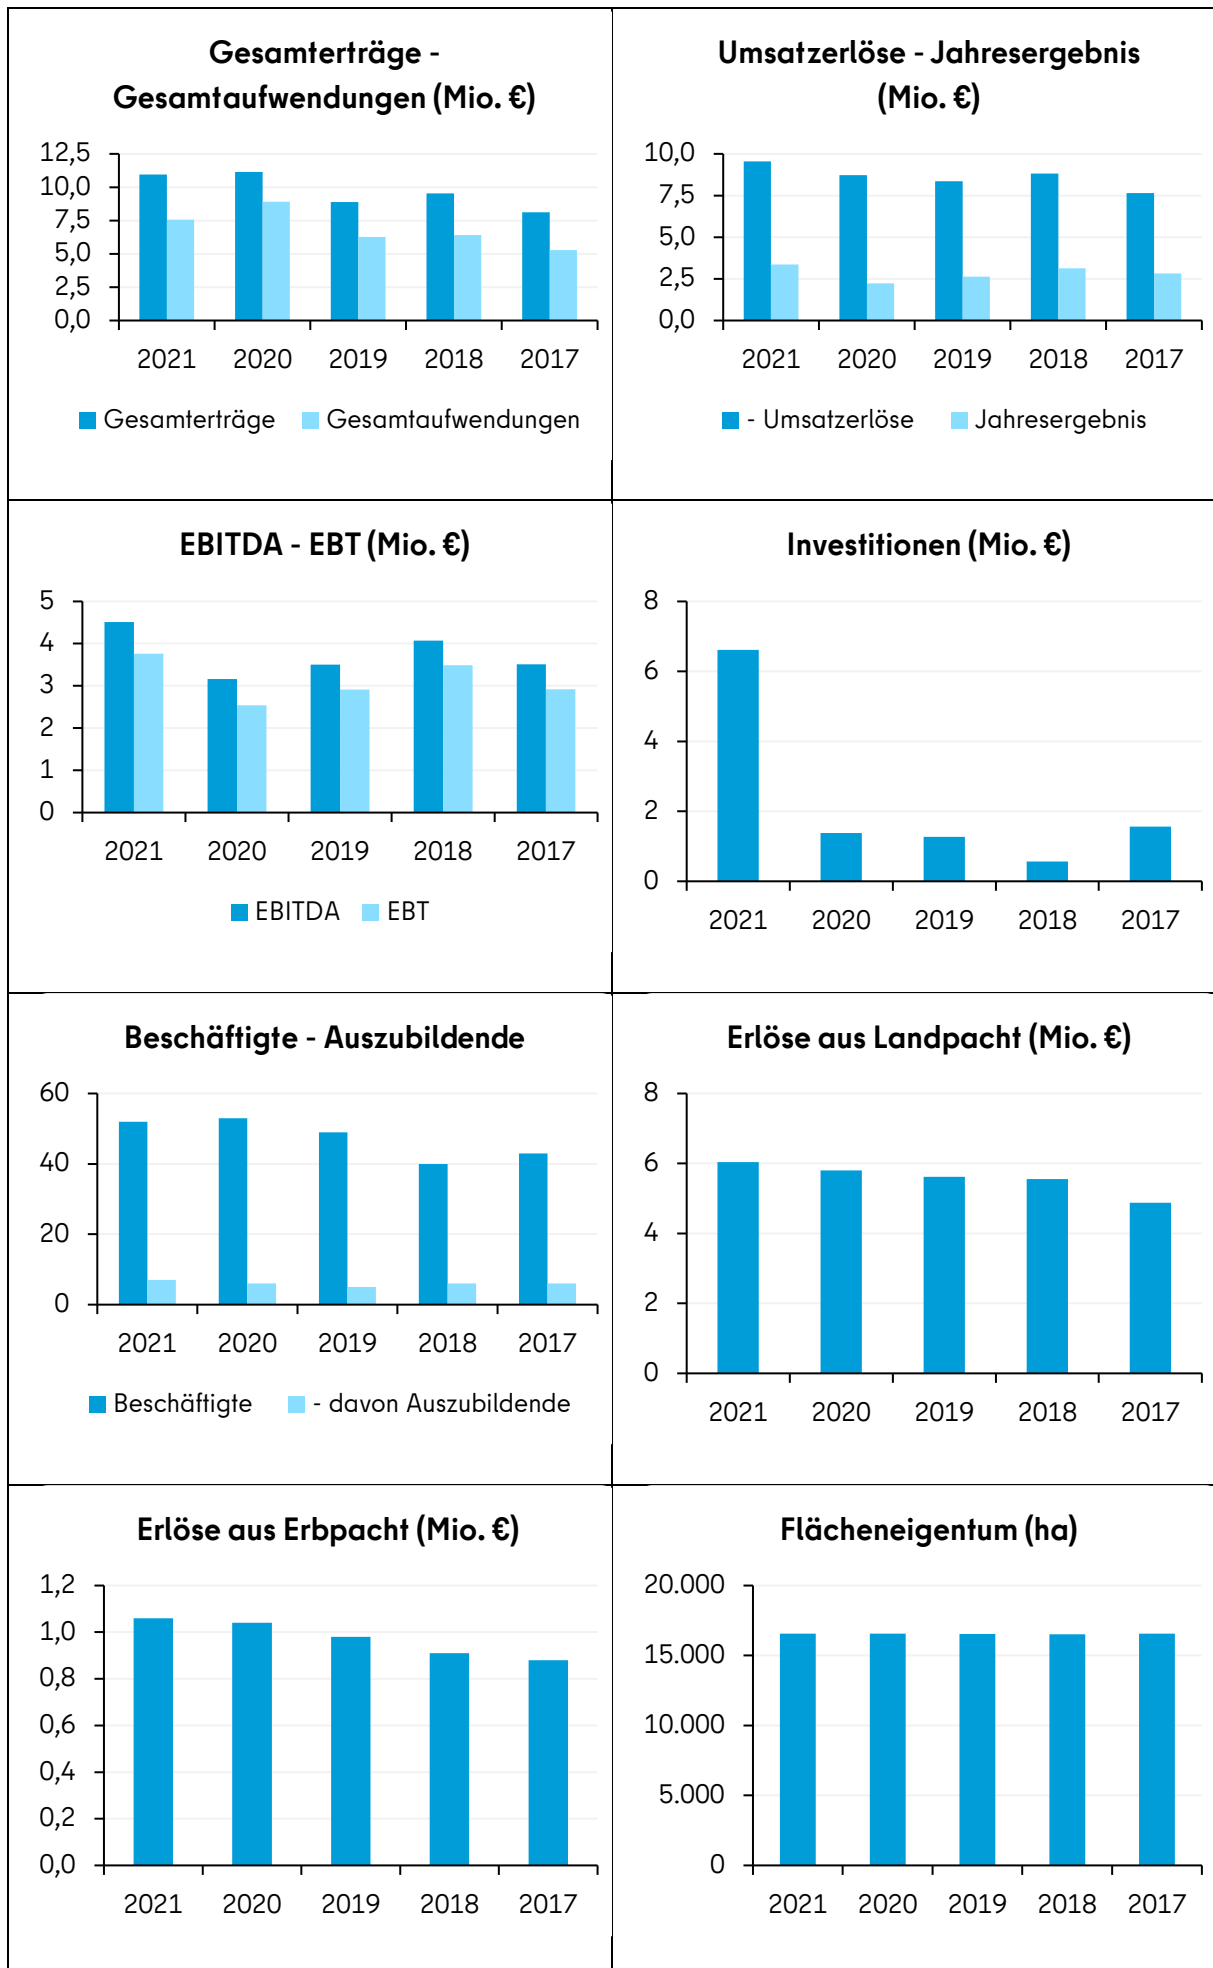 Gesamterträge -
Gesamtaufwendungen (Mio. €)
12,5
10,0
7,5
5,0
2,5
0,0
2021 2020 2019 2018 2017
Gesamterträge Gesamtaufwendungen
Umsatzerlöse - Jahresergebnis
(Mio. €)
10,0
7,5
5,0
2,5
0,0
2021 2020 2019 2018 2017
- Umsatzerlöse Jahresergebnis
EBITDA - EBT (Mio. €)
5
4
3
2
1
0
2021 2020 2019 2018 2017
EBITDA EBT
Investitionen (Mio. €)
8
6
4
2
0
2021 2020 2019 2018 2017
Beschäftigte - Auszubildende
60
40
20
0
2021 2020 2019 2018 2017
Beschäftigte - davon Auszubildende
Erlöse aus Landpacht (Mio. €)
8
6
4
2
0
2021 2020 2019 2018 2017
Erlöse aus Erbpacht (Mio. €)
1,2
1,0
0,8
0,6
0,4
0,2
0,0
2021 2020 2019 2018 2017
Flächeneigentum (ha)
20.000
15.000
10.000
5.000
0
2021 2020 2019 2018 2017